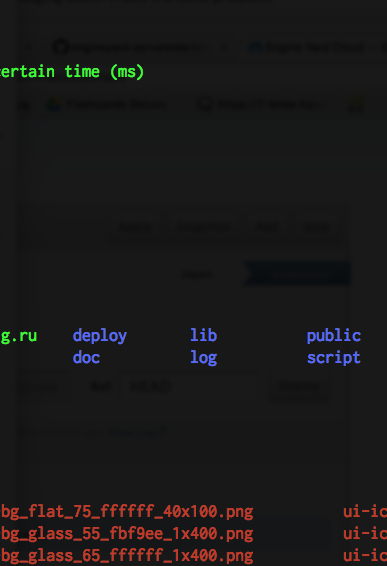 ertain time (ms)
g.ru deploy lib public
doc log script
bg_flat_75_ffffff_40x100.png ui-ic
bg_glass_55_fbf9ee_1x400.png ui-ic
bg_glass_65_ffffff_1x400.png ui-ic